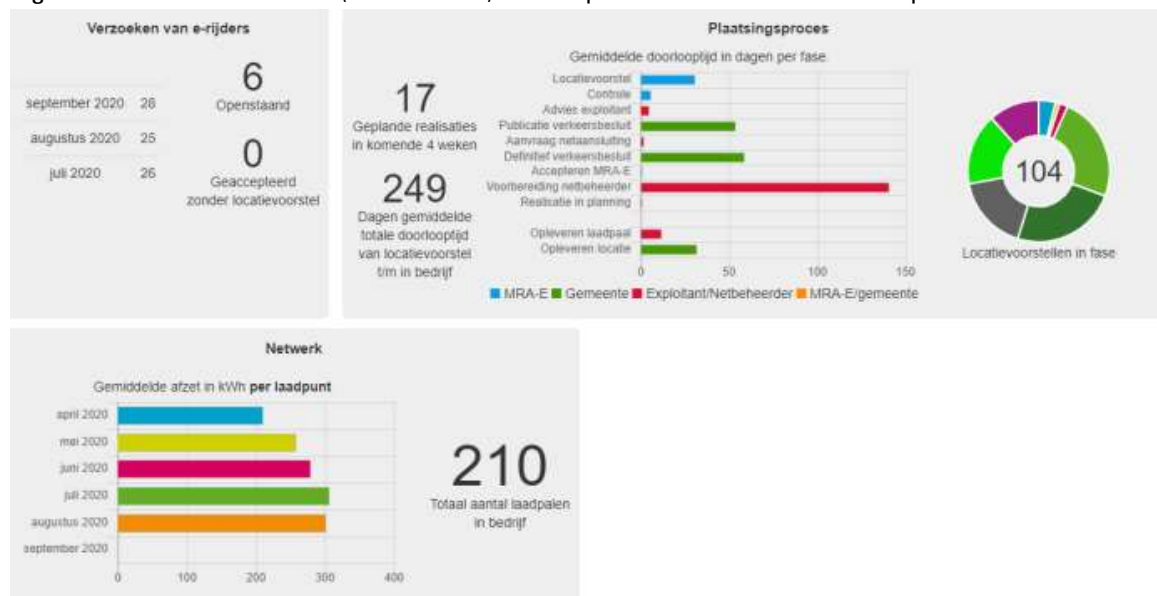 Verzoeken van e-rijders
september 2020 28
augustus 2020 25
juli 2020 26
6
Openstaand
0
Geaccepteerd
zonder locatievoorstel
Plaatsingsproces
17
Geplande realisaties
in komende 4 weken
249
Dagen gemiddelde
totale doorlooptijd
van locatievoorstel
t/m in bedrijf
Gemiddelde doorlooptijd in dagen per fase
Locatievoorstel
Controle
Advies exploitant
Publicatie verkeersbesluit
Aanvraag netaansluiting
Definitief verkeersbesluit
Accepteren MRA-E
Voorbereiding netbeheerder
Realisatie in planning
Opleveren laadpaal
Opleveren locatie
0 50 100 150
MRA-E Gemeente Exploitant/Netbeheerder MRA-E/gemeente
104
Locatievoorstellen in fase
Netwerk
Gemiddelde afzet in kWh per laadpunt
april 2020
mei 2020
juni 2020
juli 2020
augustus 2020
september 2020
0 100 200 300 400
210
Totaal aantal laadpalen
in bedrijf